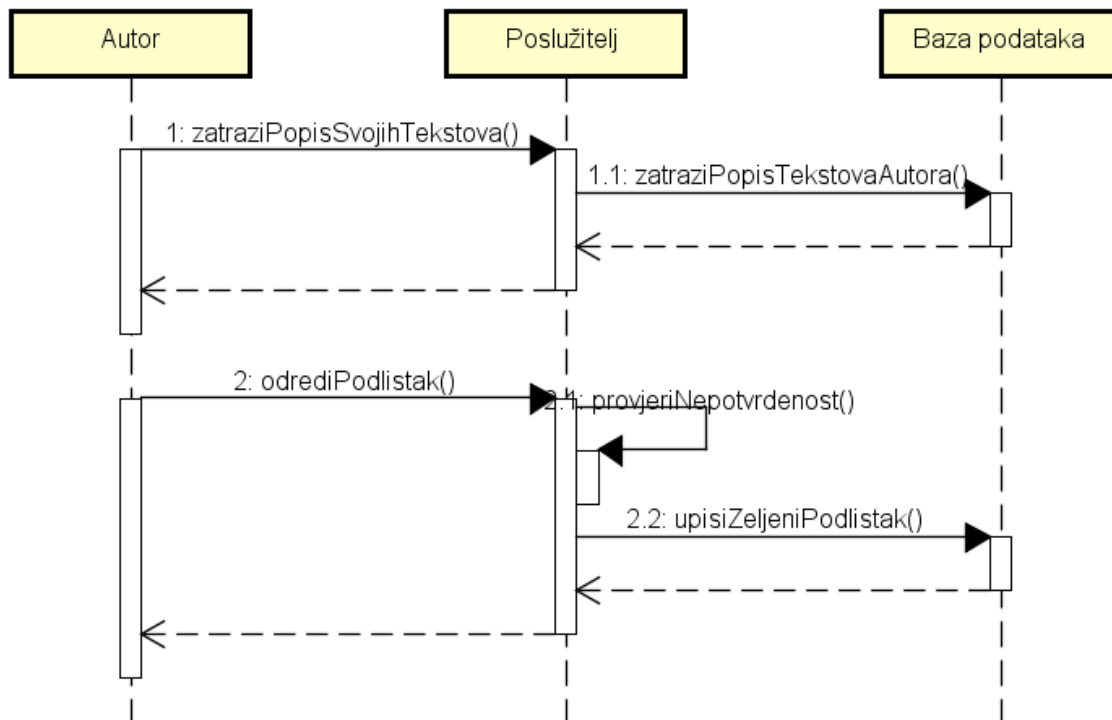 Autor
Poslužitelj
Baza podataka
1: zatraziPopisSvojihTekstova()
1.1: zatraziPopisTekstovaAutora()
2: odrediPodlistak()
2.1: provjeriNepotvrdenost()
2.2: upisiZeljeniPodlistak()